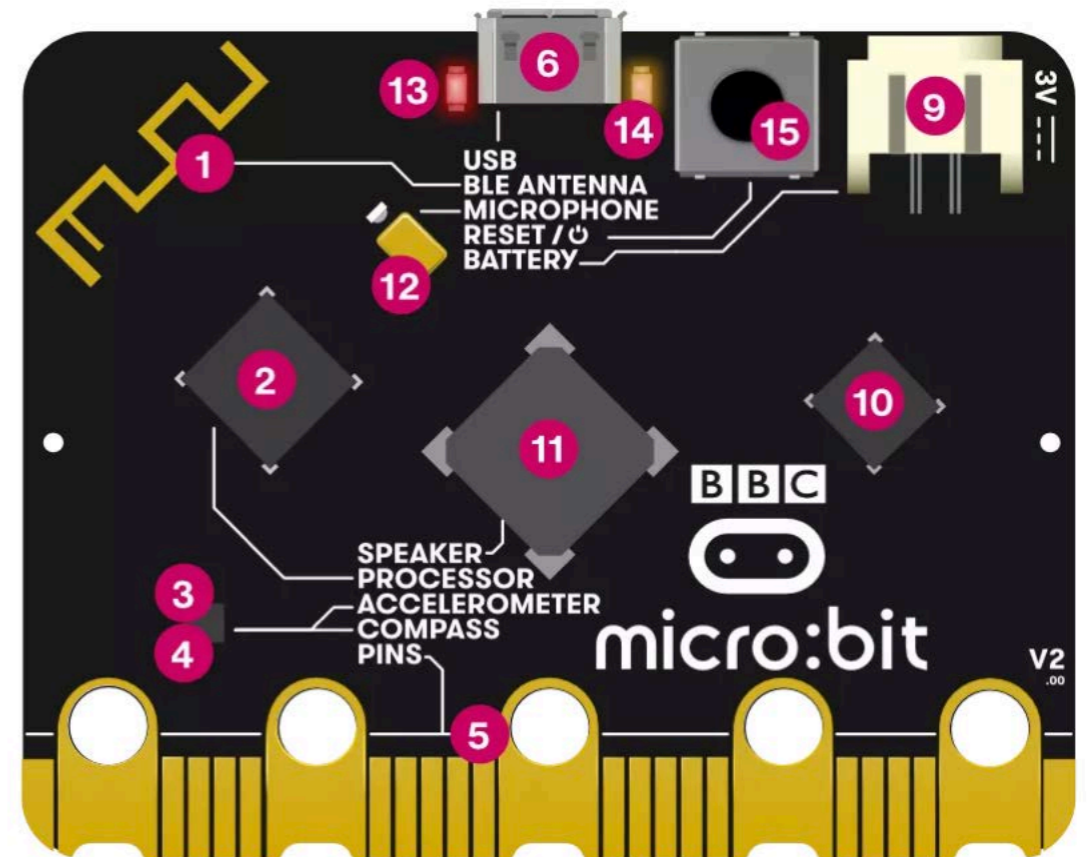 6
13
14
15
9
3V
1
USB
BLE ANTENNA
MICROPHONE
RESET / ⏻
BATTERY
12
2
11
10
BBC
SPEAKER
PROCESSOR
ACCELEROMETER
COMPASS
PINS
3
4
micro:bit
V2
.00
5